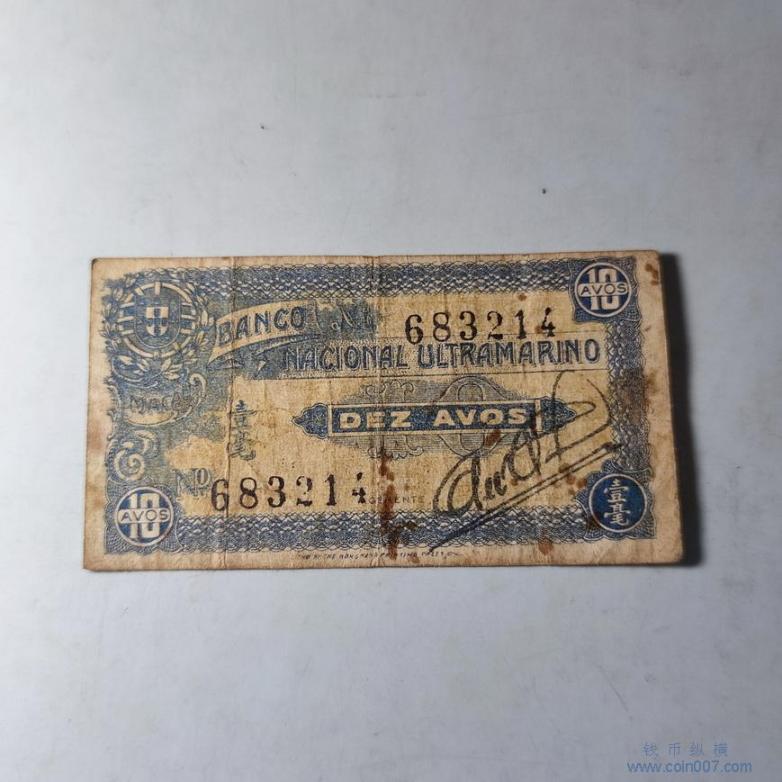 10
AVOS
BANCO
No 683214
NACIONAL ULTRAMARINO
MACAU
DEZ AVOS
壹毫
No 683214
GERENTE
10
AVOS
壹毫
钱币纵横
www.coin007.com